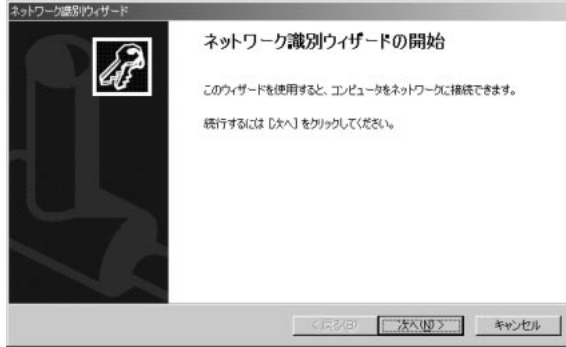 ネットワーク識別ウィザード
ネットワーク識別ウィザードの開始
このウィザードを使用すると、コンピュータをネットワークに接続できます。
続行するには [次へ] をクリックしてください。
< 戻る(B)
次へ(N) >
キャンセル